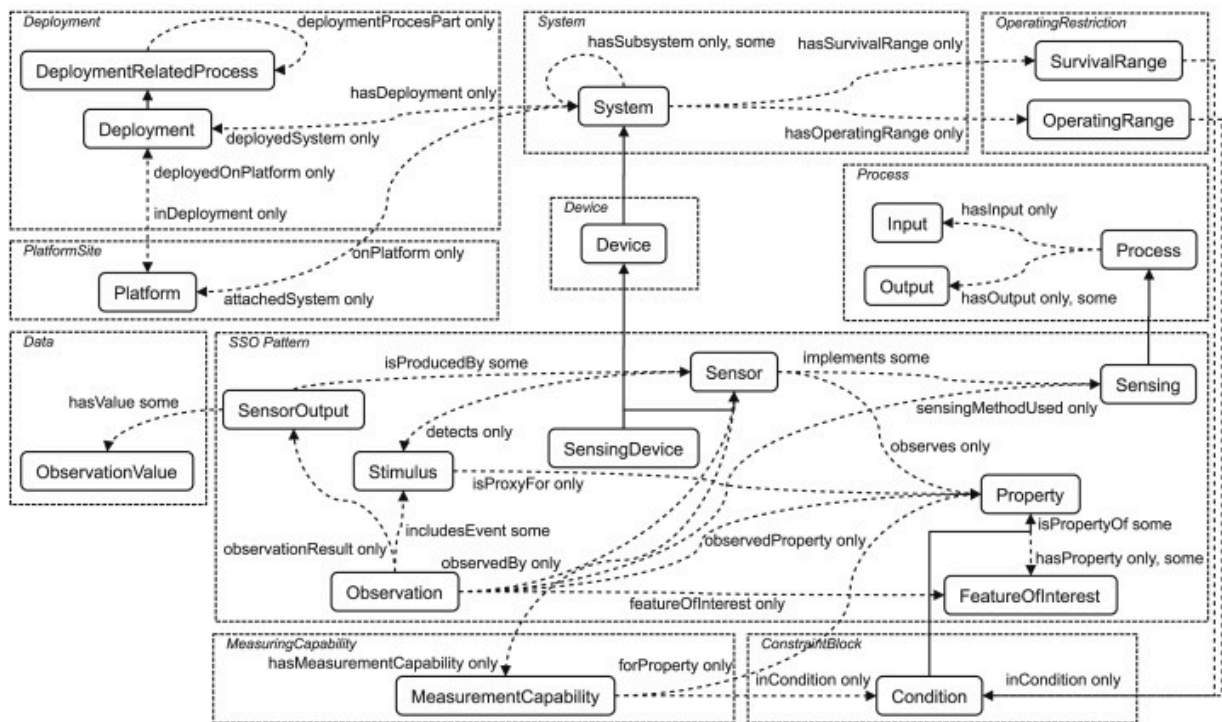 Deployment
deploymentProcesPart only
DeploymentRelatedProcess
Deployment
hasDeployment only
deployedSystem only
deployedOnPlatform only
inDeployment only
System
hasSubsystem only, some
System
hasSurvivalRange only
hasOperatingRange only
OperatingRestriction
SurvivalRange
OperatingRange
PlatformSite
Platform
onPlatform only
attachedSystem only
Device
Device
Process
Input
hasInput only
Process
Output
hasOutput only, some
Data
hasValue some
ObservationValue
SSO Pattern
isProducedBy some
SensorOutput
Sensor
implements some
Sensing
detects only
SensingDevice
sensingMethodUsed only
observes only
Stimulus
isProxyFor only
Property
isPropertyOf some
observationResult only
includesEvent some
observedBy only
observedProperty only
hasProperty only, some
Observation
featureOfInterest only
FeatureOfInterest
MeasuringCapability
hasMeasurementCapability only
forProperty only
MeasurementCapability
ConstraintBlock
inCondition only
Condition
inCondition only